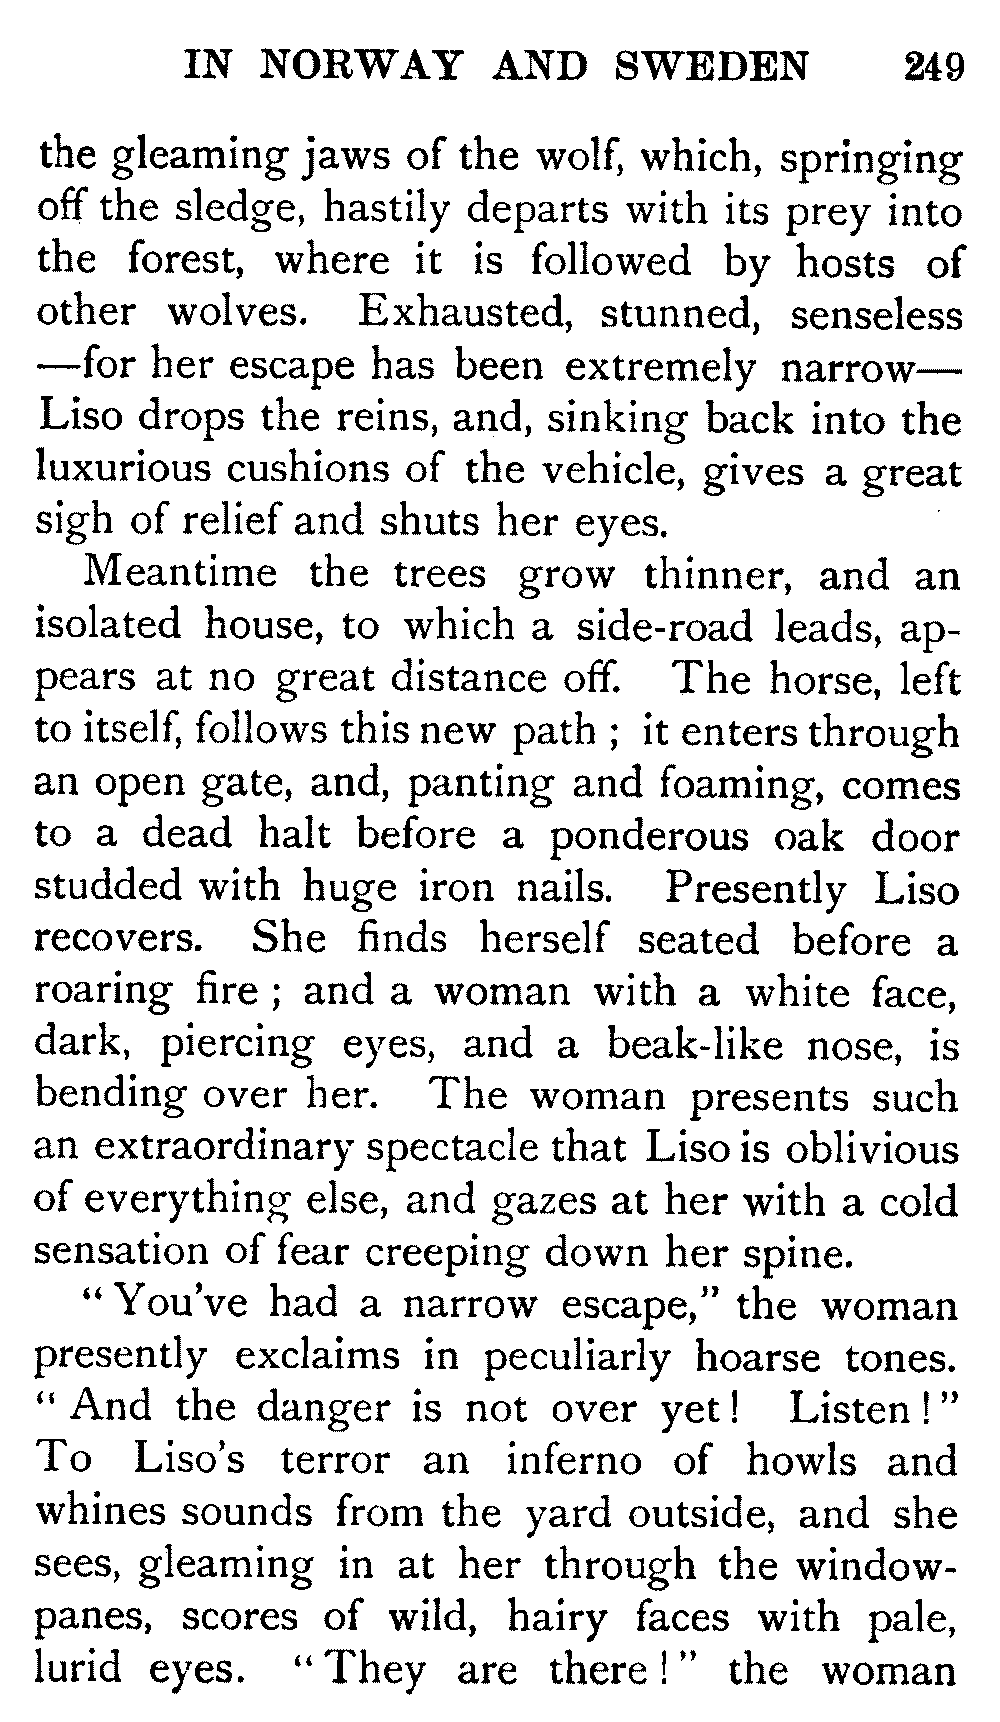 IN NORWAY AND SWEDEN 249
the gleaming jaws of the wolf, which, springing
off the sledge, hastily departs with its prey into
the forest, where it is followed by hosts of
other wolves. Exhausted, stunned, senseless
—for her escape has been extremely narrow—
Liso drops the reins, and, sinking back into the
luxurious cushions of the vehicle, gives a great
sigh of relief and shuts her eyes.
Meantime the trees grow thinner, and an
isolated house, to which a side-road leads, ap-
pears at no great distance off. The horse, left
to itself, follows this new path ; it enters through
an open gate, and, panting and foaming, comes
to a dead halt before a ponderous oak door
studded with huge iron nails. Presently Liso
recovers. She finds herself seated before a
roaring fire ; and a woman with a white face,
dark, piercing eyes, and a beak-like nose, is
bending over her. The woman presents such
an extraordinary spectacle that Liso is oblivious
of everything else, and gazes at her with a cold
sensation of fear creeping down her spine.
“ You’ve had a narrow escape,” the woman
presently exclaims in peculiarly hoarse tones.
“ And the danger is not over yet ! Listen ! ”
To Liso’s terror an inferno of howls and
whines sounds from the yard outside, and she
sees, gleaming in at her through the window-
panes, scores of wild, hairy faces with pale,
lurid eyes. “ They are there ! ” the woman